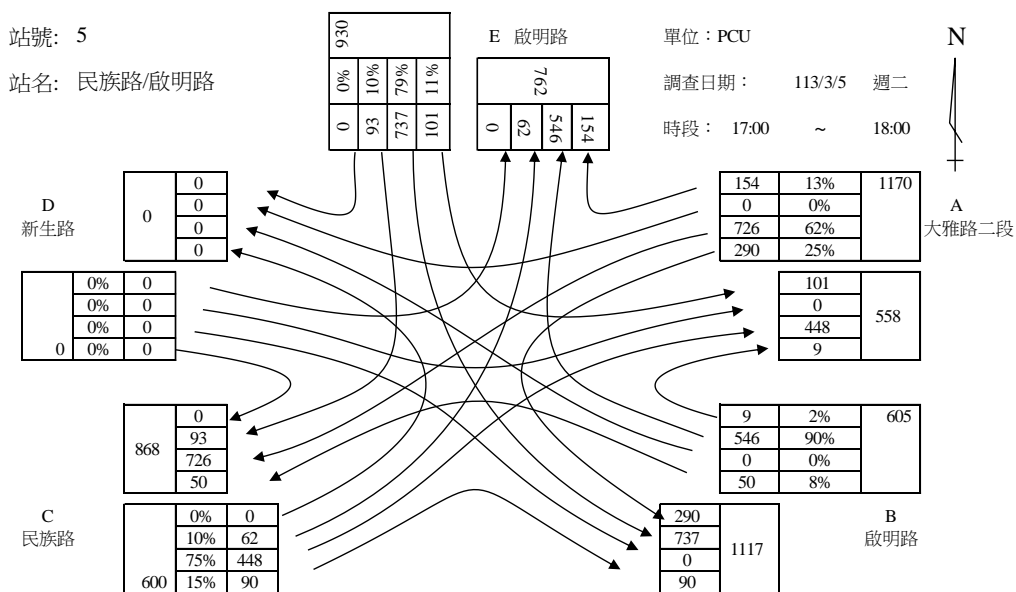 站號: 5
站名: 民族路/啟明路
E 啟明路
單位：PCU
調查日期： 113/3/5 週二
時段： 17:00 ~ 18:00
N
930
0% 10% 79% 11%
0 93 737 101
762
0 62 546 154
D
新生路
0
0
0
0
0
0% 0
0% 0
0% 0
0 0% 0
154 13% 1170
0 0%
726 62%
290 25%
A
大雅路二段
101
0
448
9
558
868
0
93
726
50
9 2% 605
546 90%
0 0%
50 8%
C
民族路
0% 0
10% 62
75% 448
600 15% 90
290
737
0
90
1117
B
啟明路